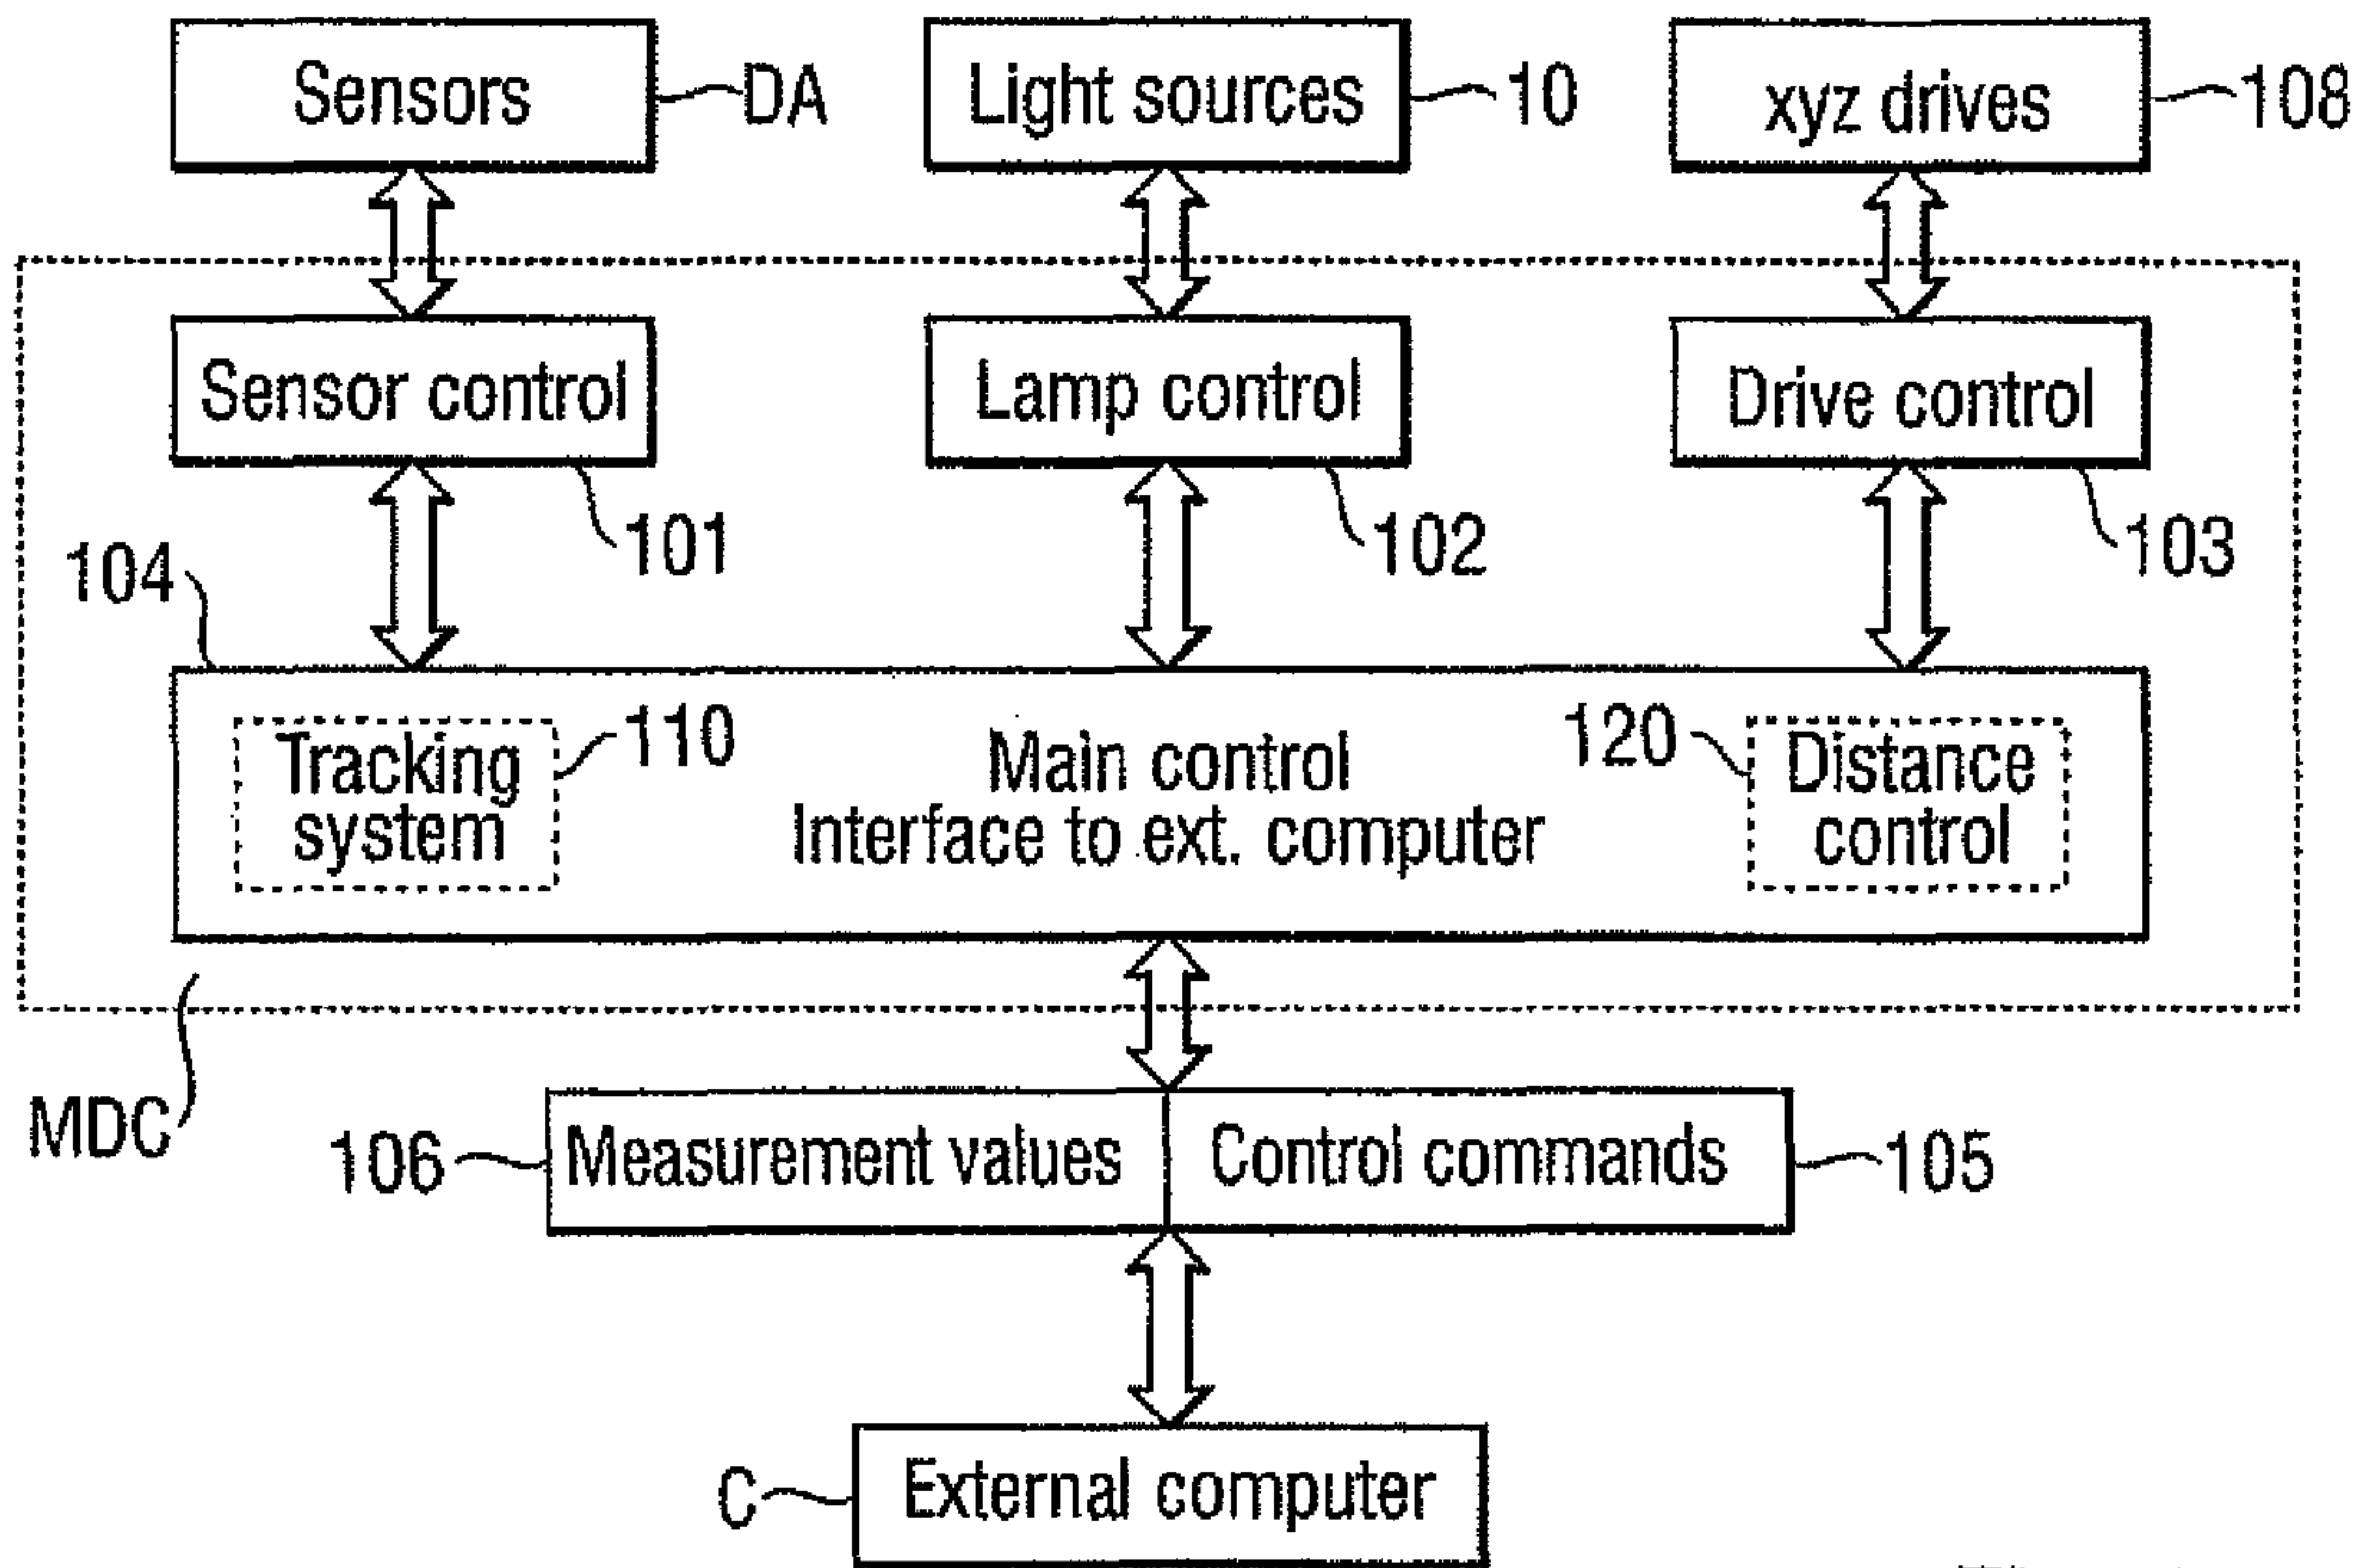 Sensors
DA
Light sources
10
xyz drives
108
Sensor control
Lamp control
Drive control
101
102
103
104
Tracking
system
110
Main control
Interface to ext. computer
120
Distance
control
MDC
106
Measurement values
Control commands
105
C
External computer